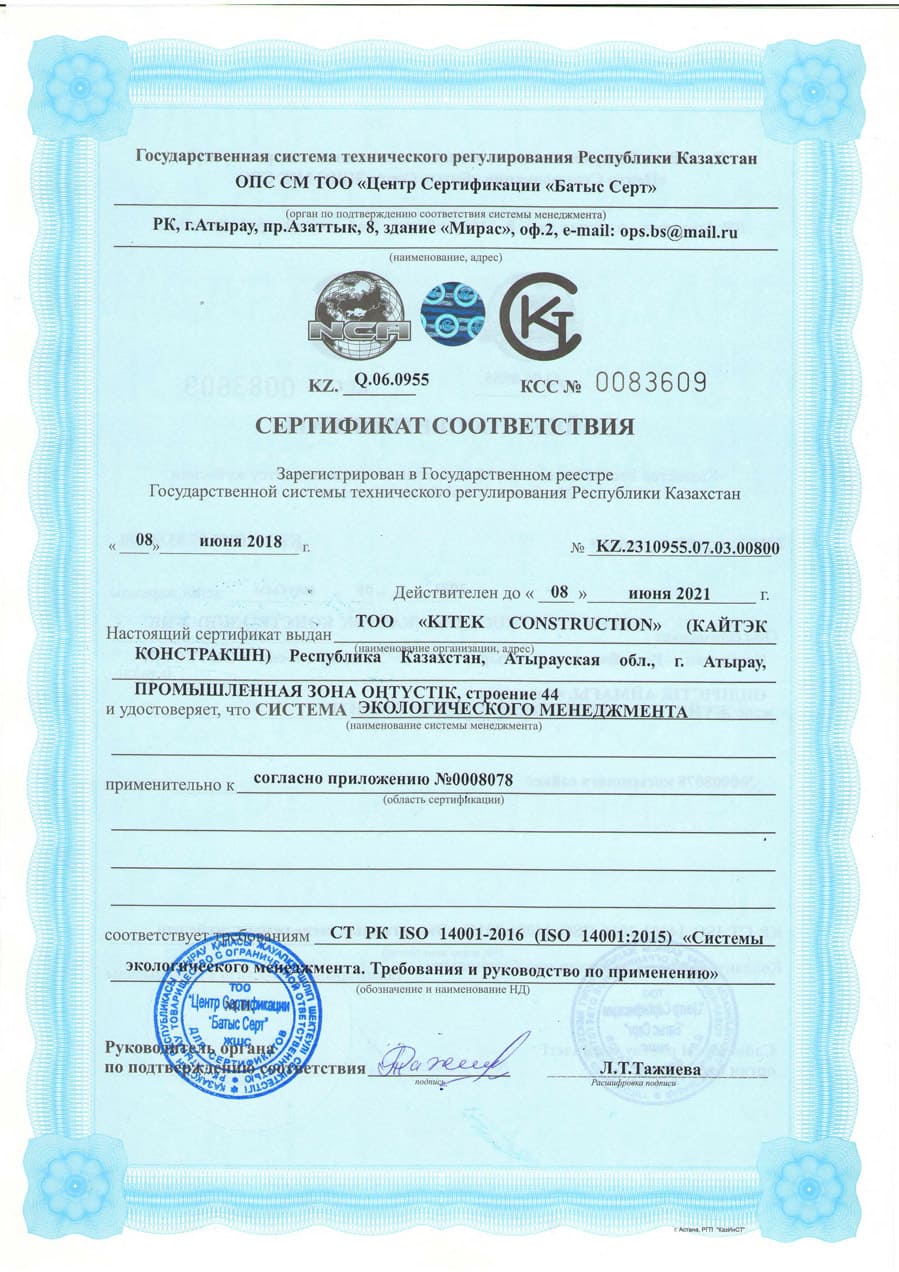 Государственная система технического регулирования Республики Казахстан
ОПС СМ ТОО «Центр Сертификации «Батыс Серт»
(орган по подтверждению соответствия системы менеджмента)
РК, г.Атырау, пр.Азаттык, 8, здание «Мирас», оф.2, e-mail: ops.bs@mail.ru
(наименование, адрес)
NCA
KZ. Q.06.0955 КСС № 0083609
СЕРТИФИКАТ СООТВЕТСТВИЯ
Зарегистрирован в Государственном реестре
Государственной системы технического регулирования Республики Казахстан
« 08» июня 2018 г. № KZ.2310955.07.03.00800
Действителен до « 08 » июня 2021 г.
Настоящий сертификат выдан ТОО «KITEK CONSTRUCTION» (КАЙТЭК
(наименование организации, адрес)
КОНСТРАКШН) Республика Казахстан, Атырауская обл., г. Атырау,
ПРОМЫШЛЕННАЯ ЗОНА ОҢТҮСТІК, строение 44
и удостоверяет, что СИСТЕМА ЭКОЛОГИЧЕСКОГО МЕНЕДЖМЕНТА
(наименование системы менеджмента)
применительно к согласно приложению №0008078
(область сертификации)
соответствует требованиям СТ РК ISO 14001-2016 (ISO 14001:2015) «Системы
экологического менеджмента. Требования и руководство по применению»
(обозначение и наименование НД)
ТОО
"Центр Сертификации
"Батыс Серт"
ЖШС
ДЛЯ СЕРТИФИКАТОВ
Руководитель органа
по подтверждению соответствия
подпись
Л.Т.Тажиева
Расшифровка подписи
г. Астана, РГП "КазИнСТ"